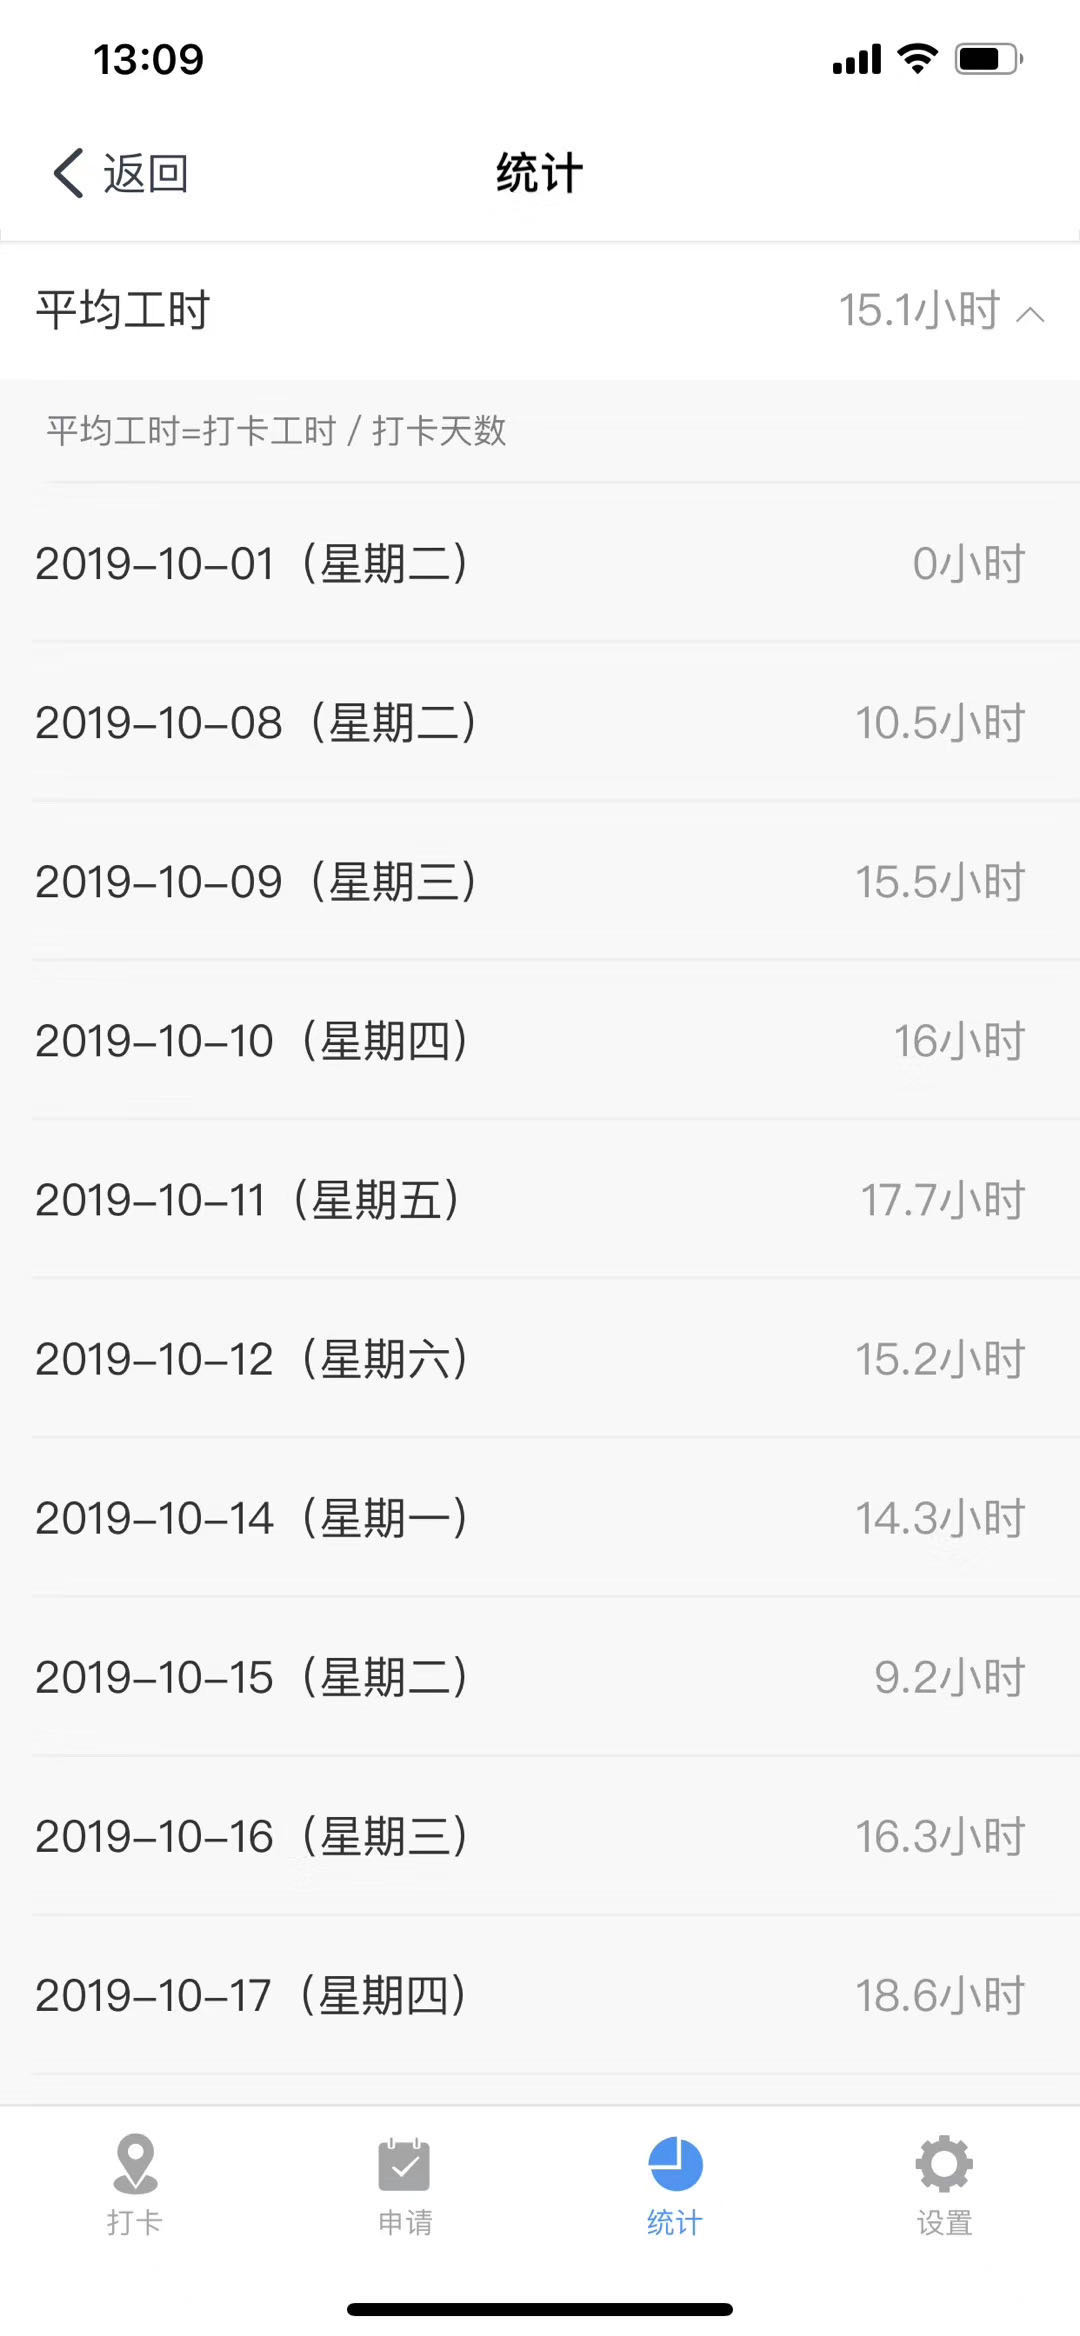 13:09
返回
统计
平均工时 15.1小时
平均工时=打卡工时 / 打卡天数
2019-10-01（星期二） 0小时
2019-10-08（星期二） 10.5小时
2019-10-09（星期三） 15.5小时
2019-10-10（星期四） 16小时
2019-10-11（星期五） 17.7小时
2019-10-12（星期六） 15.2小时
2019-10-14（星期一） 14.3小时
2019-10-15（星期二） 9.2小时
2019-10-16（星期三） 16.3小时
2019-10-17（星期四） 18.6小时
打卡 申请 统计 设置